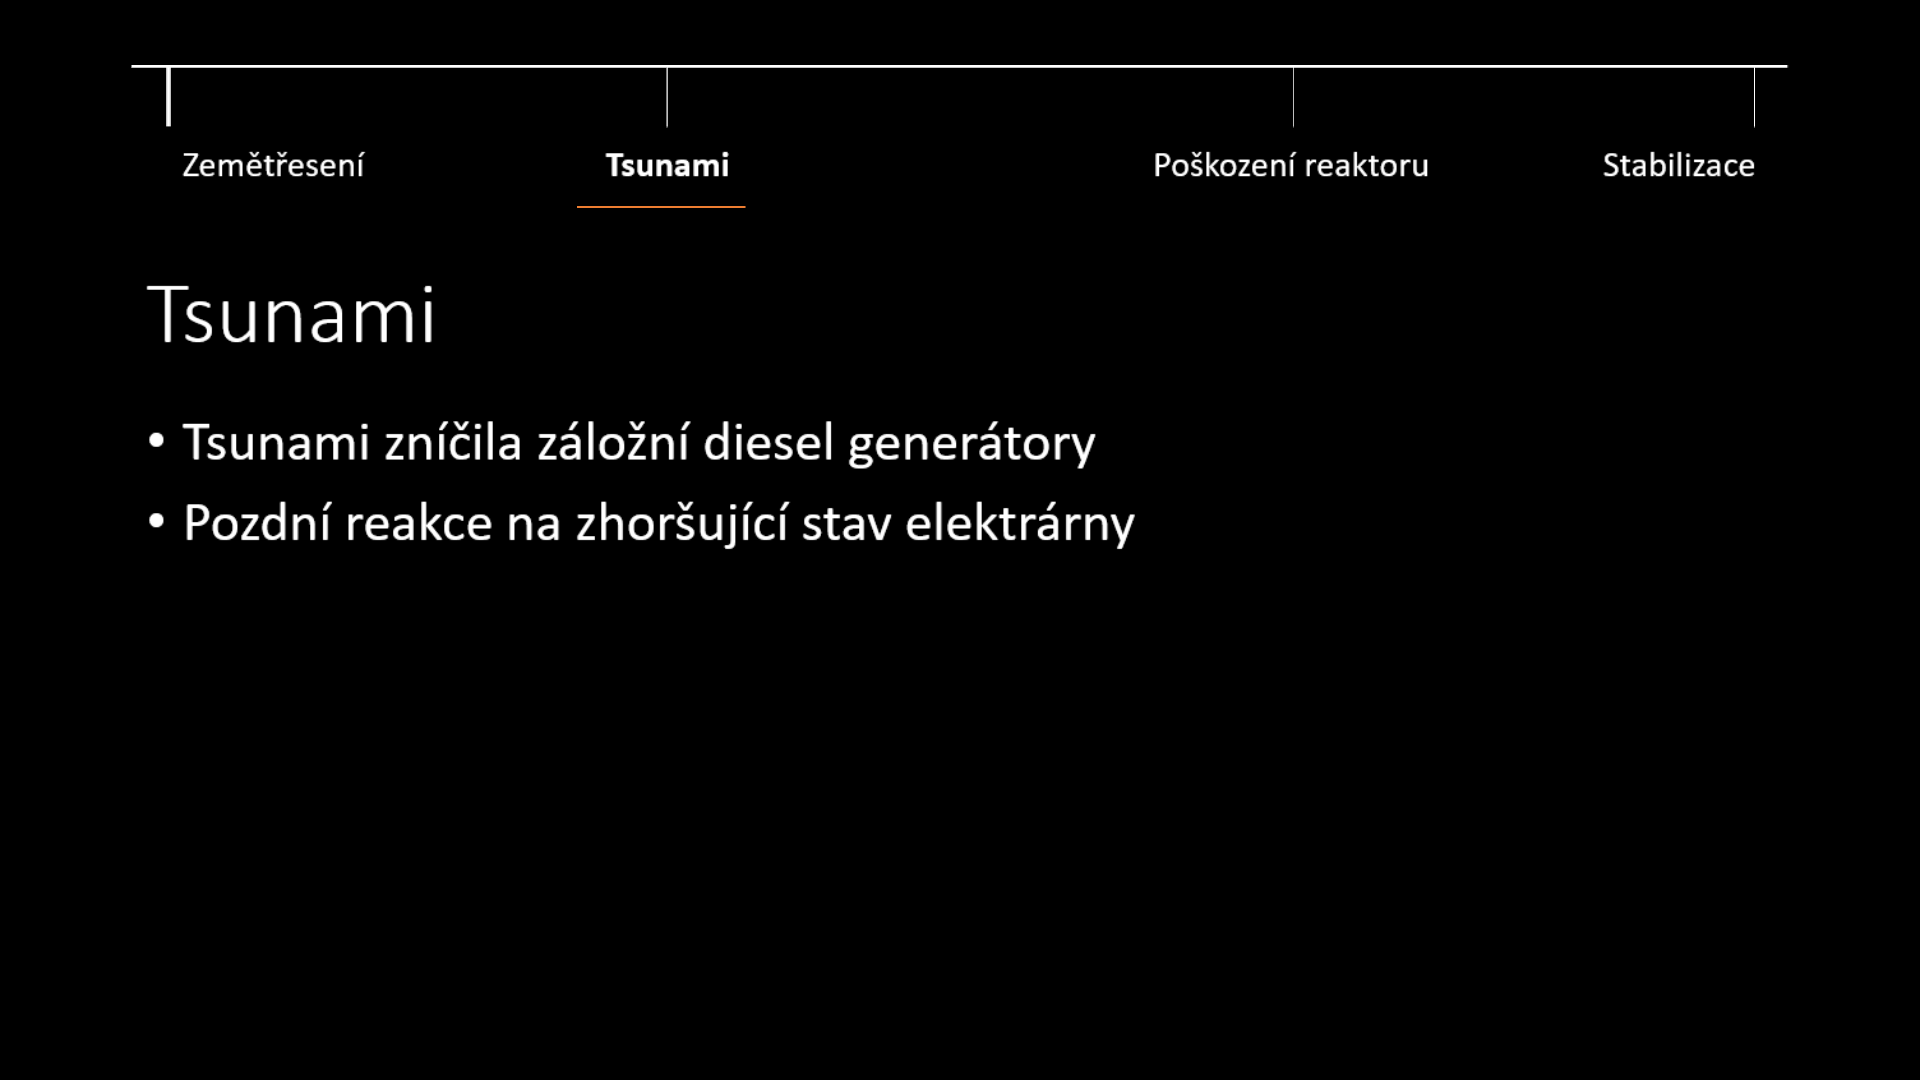 Zemětřesení Tsunami Poškození reaktoru Stabilizace
Tsunami
• Tsunami zníčila záložní diesel generátory
• Pozdní reakce na zhoršující stav elektrárny